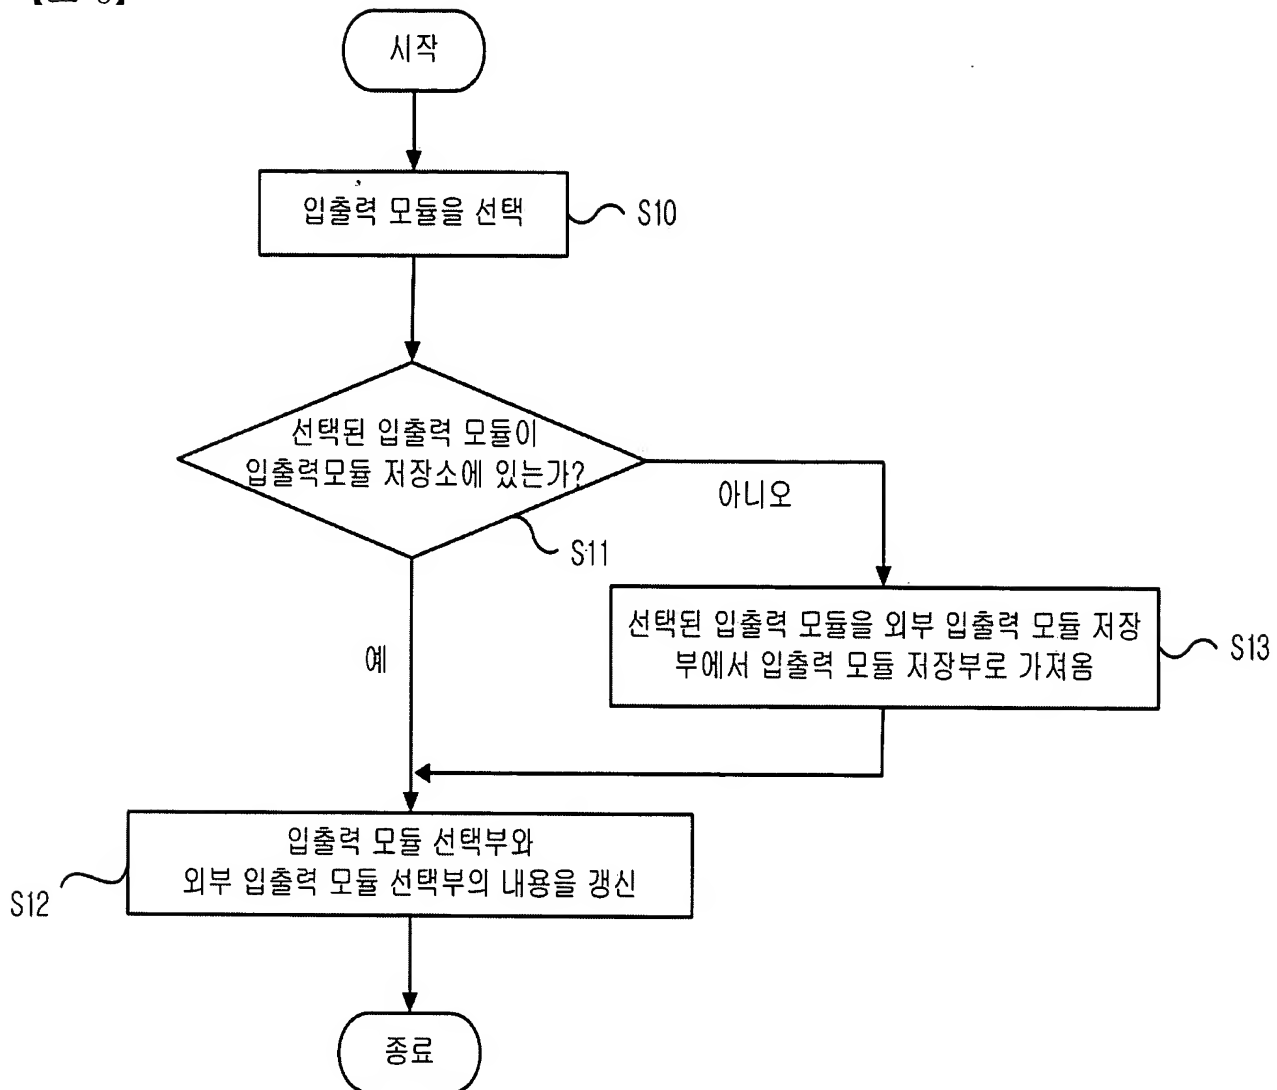 시작
입출력 모듈을 선택
S10
선택된 입출력 모듈이
입출력모듈 저장소에 있는가?
아니오
S11
선택된 입출력 모듈을 외부 입출력 모듈 저장
부에서 입출력 모듈 저장부로 가져옴
S13
예
입출력 모듈 선택부와
외부 입출력 모듈 선택부의 내용을 갱신
S12
종료